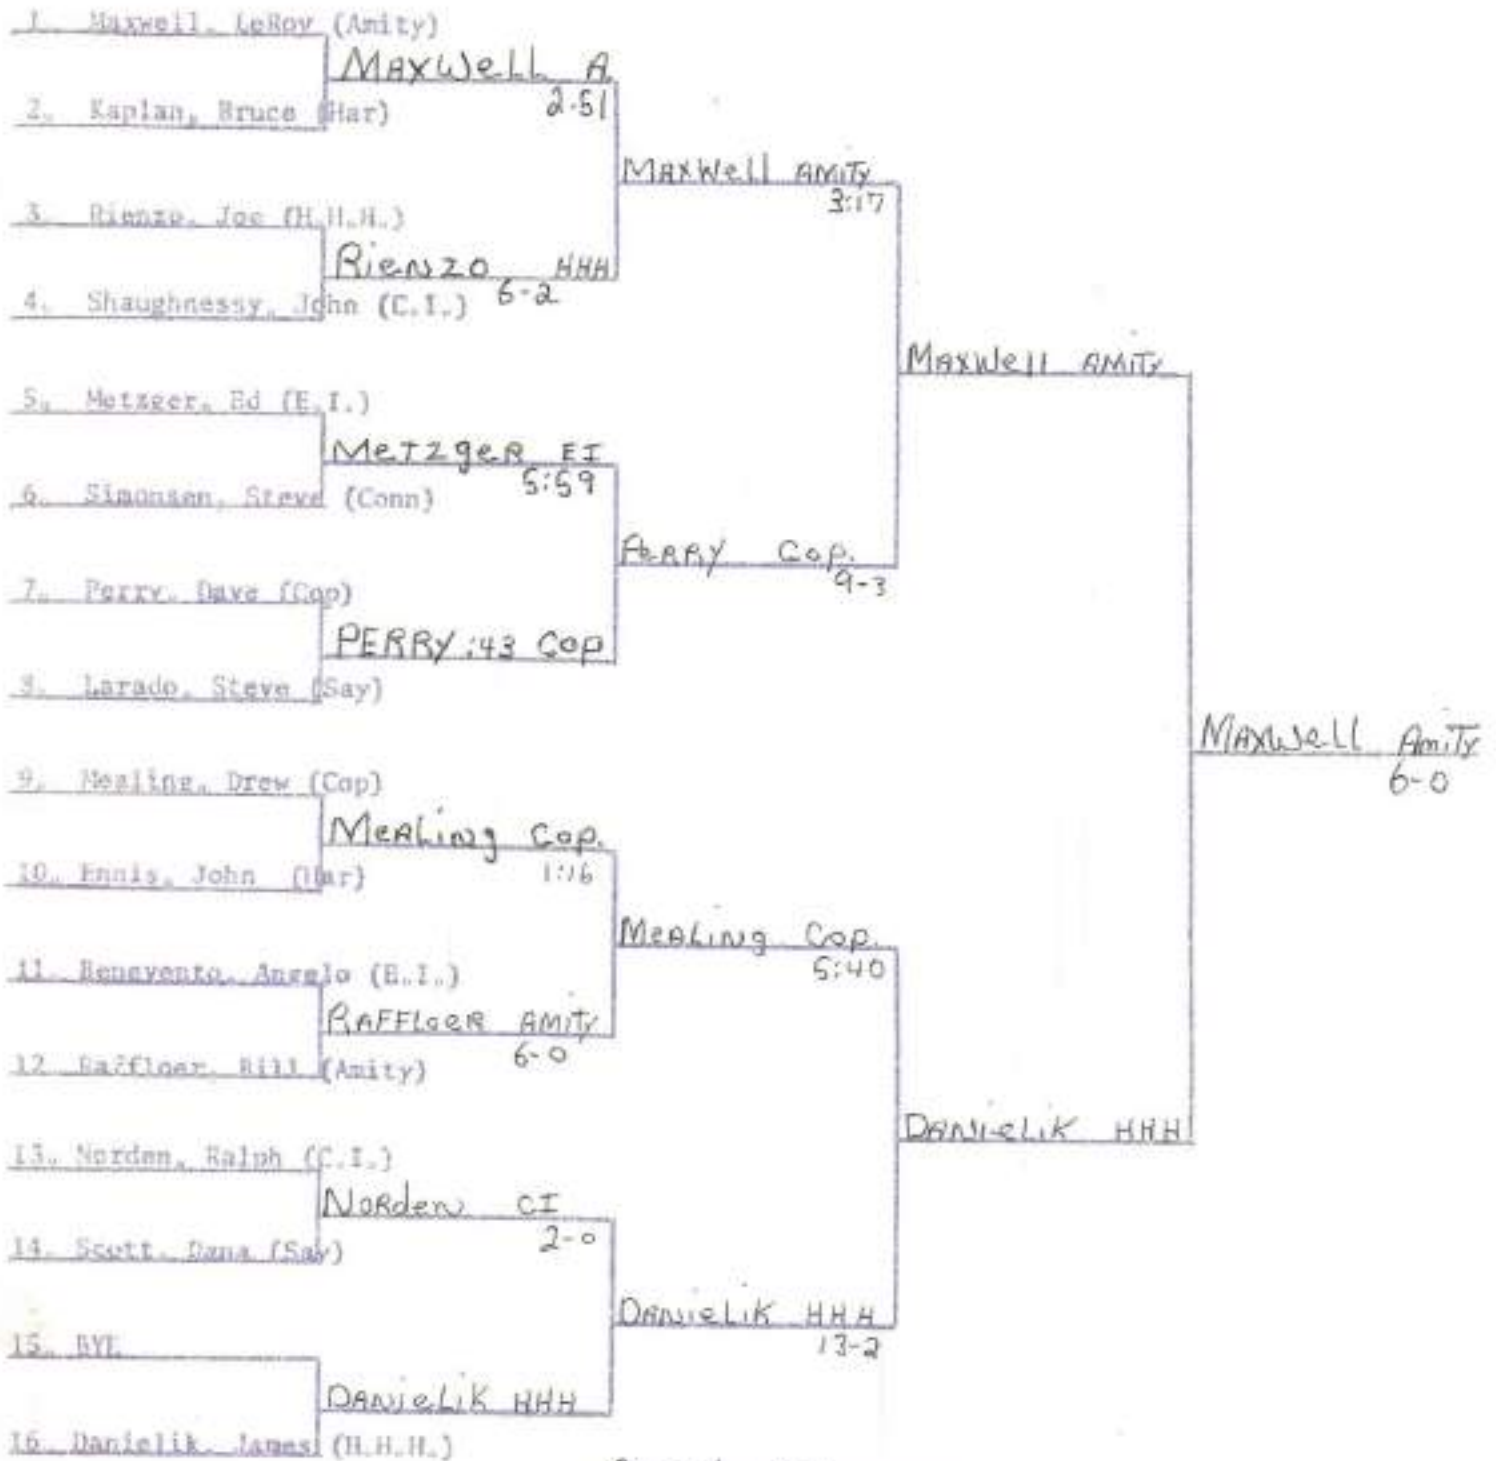 1. Maxwell, LeRoy (Amity)
MAXWELL A.
2-51
2. Kaplan, Bruce (Har)
MAXWELL AMITY
3:17
3. Rienzo, Joe (H.H.H.)
Rienzo HHH
6-2
4. Shaughnessy, John (C.I.)
MAXWELL AMITY
5. Metzger, Ed (E.I.)
METZGER EI
5:59
6. Simonsen, Steve (Conn)
PERRY Cop.
9-3
7. Perry, Dave (Cop)
PERRY :43 Cop
8. Larado, Steve (Say)
MAXWELL Amity
6-0
9. Mealing, Drew (Cop)
Mealing Cop.
1:16
10. Ennis, John (Har)
Mealing Cop.
5:40
11. Benevento, Angelo (E.I.)
RAFFLOER AMITY
6-0
12 Raffloer, Bill (Amity)
DANIELIK HHH
13. Norden, Ralph (C.I.)
Norden CI
2-0
14. Scott, Dana (Say)
DANIELIK HHH
13-2
15. BYE
DANIELIK HHH
16. Danielik, James (H.H.H.)